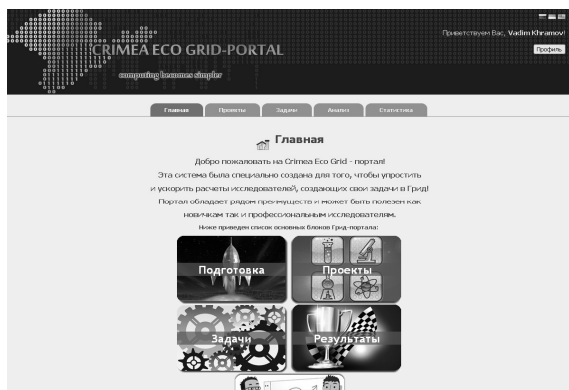 Приветствуем Вас, Vadim Khramov!
CRIMEA ECO GRID-PORTAL
Профиль
computing becomes simpler
Главная Проекты Задачи Анализ Статистика
Главная
Добро пожаловать на Crimea Eco Grid - портал!
Эта система была специально создана для того, чтобы упростить
и ускорить расчеты исследователей, создающих свои задачи в Грид!
Портал обладает рядом преимуществ и может быть полезен как
новичкам так и профессиональным исследователям.
Ниже приведен список основных блоков Грид-портала:
Подготовка Проекты
Задачи Результаты